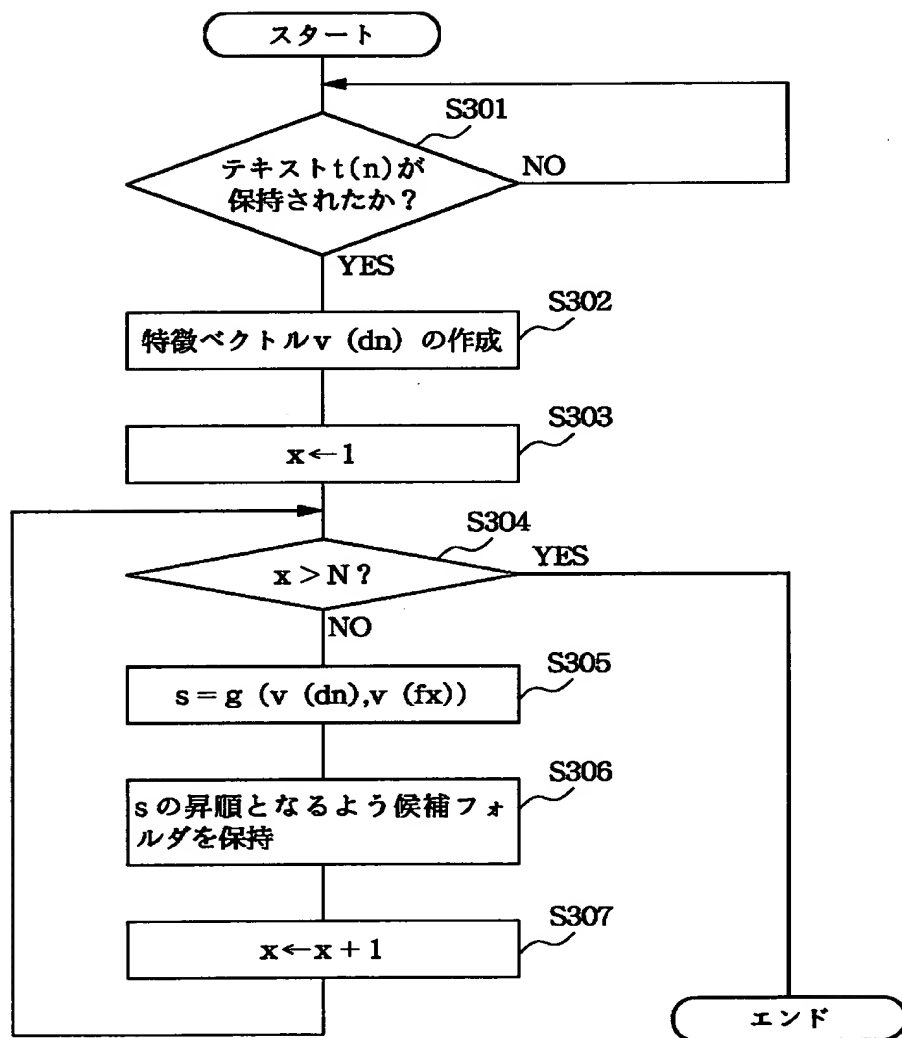 スタート
S301
テキストt(n)が
保持されたか？
NO
YES
S302
特徴ベクトルv (dn) の作成
S303
x←1
S304
x＞N？
YES
NO
S305
s＝g (v (dn),v (fx))
S306
sの昇順となるよう候補フォ
ルダを保持
S307
x←x＋1
エンド